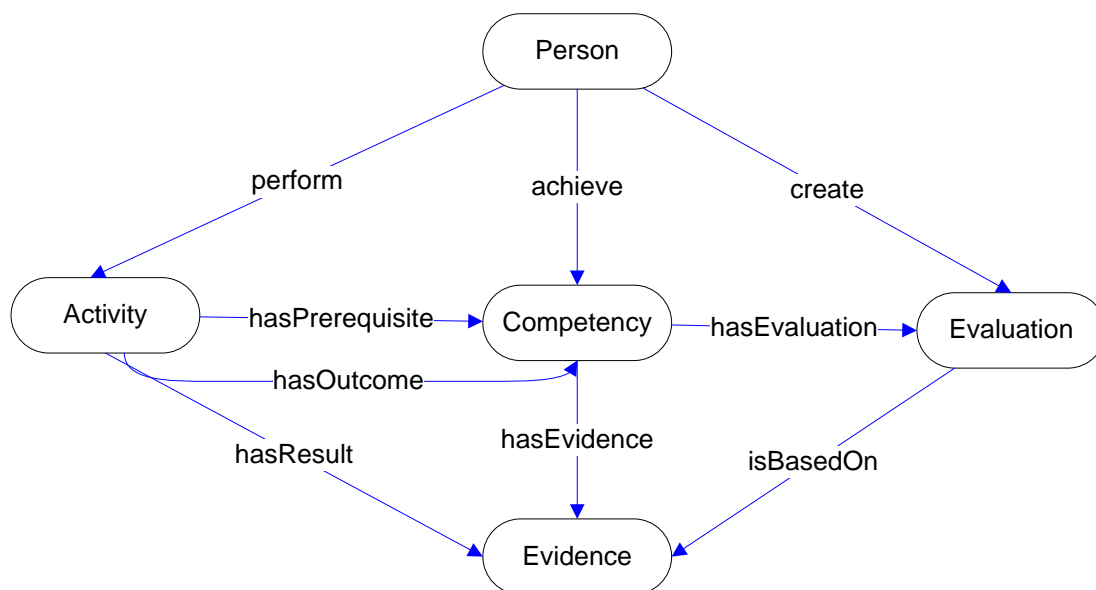 Person
perform
achieve
create
Activity
hasPrerequisite
Competency
hasEvaluation
Evaluation
hasOutcome
hasResult
hasEvidence
isBasedOn
Evidence